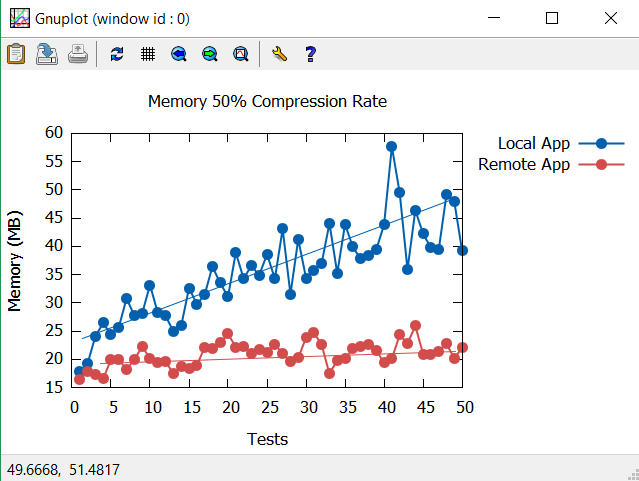 Gnuplot (window id : 0)
Memory 50% Compression Rate
Local App
Remote App
60
55
50
45
40
35
30
25
20
15
Memory (MB)
0 5 10 15 20 25 30 35 40 45 50
Tests
49.6668, 51.4817